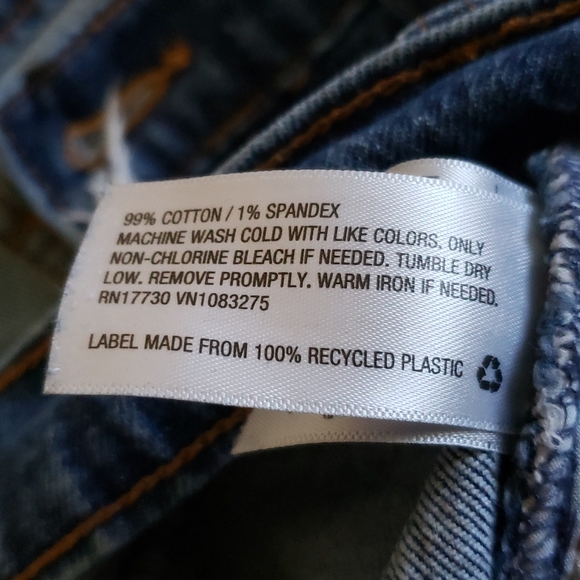 99% COTTON / 1% SPANDEX
MACHINE WASH COLD WITH LIKE COLORS. ONLY
NON-CHLORINE BLEACH IF NEEDED. TUMBLE DRY
LOW. REMOVE PROMPTLY. WARM IRON IF NEEDED.
RN17730 VN1083275
LABEL MADE FROM 100% RECYCLED PLASTIC